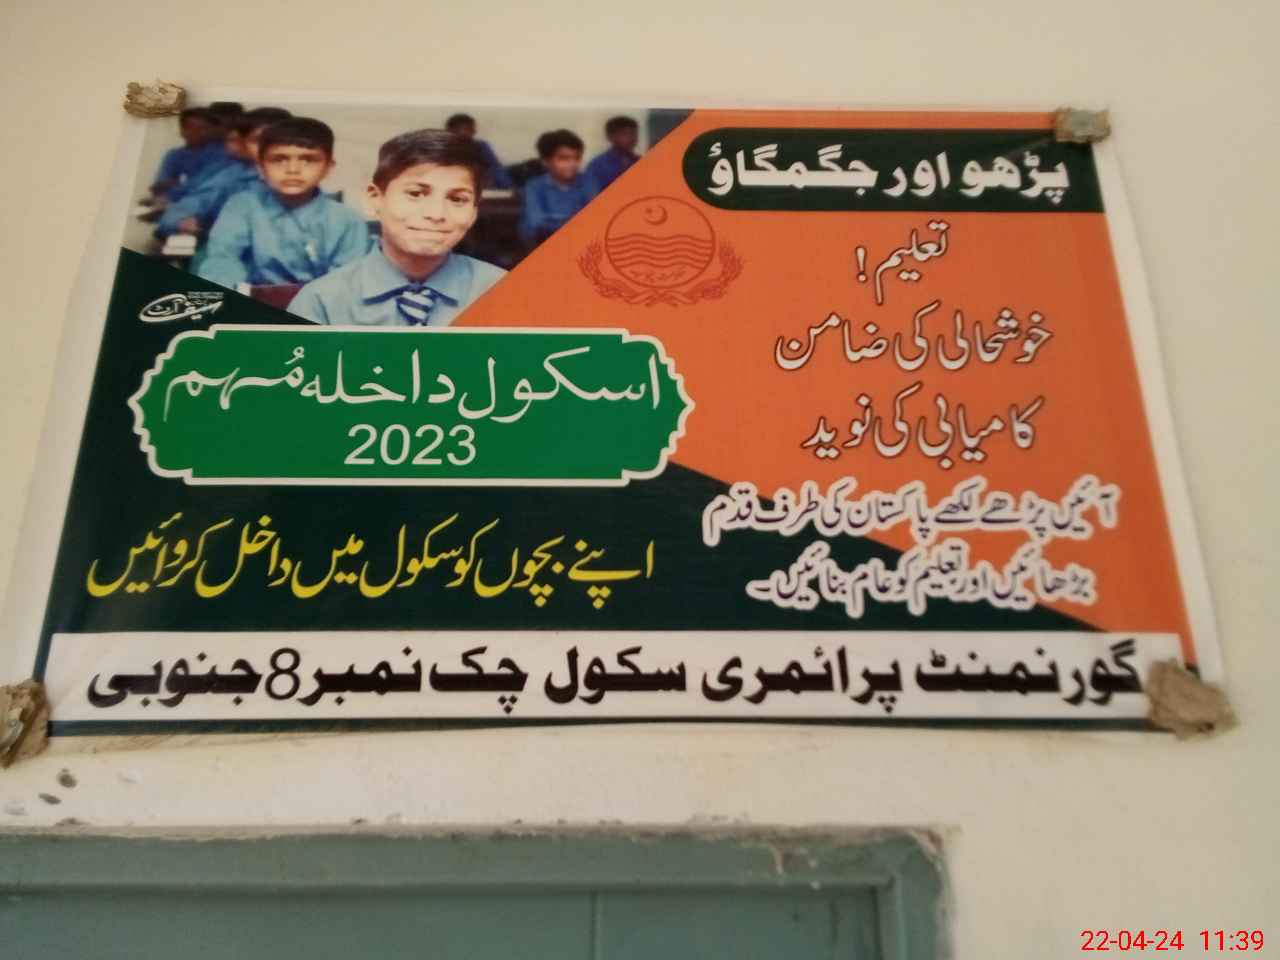 پڑھو اور جگمگاؤ
تعلیم!
خوشحالی کی ضامن
کامیابی کی نوید
آئیں پڑھے لکھے پاکستان کی طرف قدم
بڑھائیں اور تعلیم کو عام بنائیں۔
اسکول داخلہ مُہم
2023
اپنے بچوں کو سکول میں داخل کروائیں
گورنمنٹ پرائمری سکول چک نمبر 8 جنوبی
22-04-24 11:39